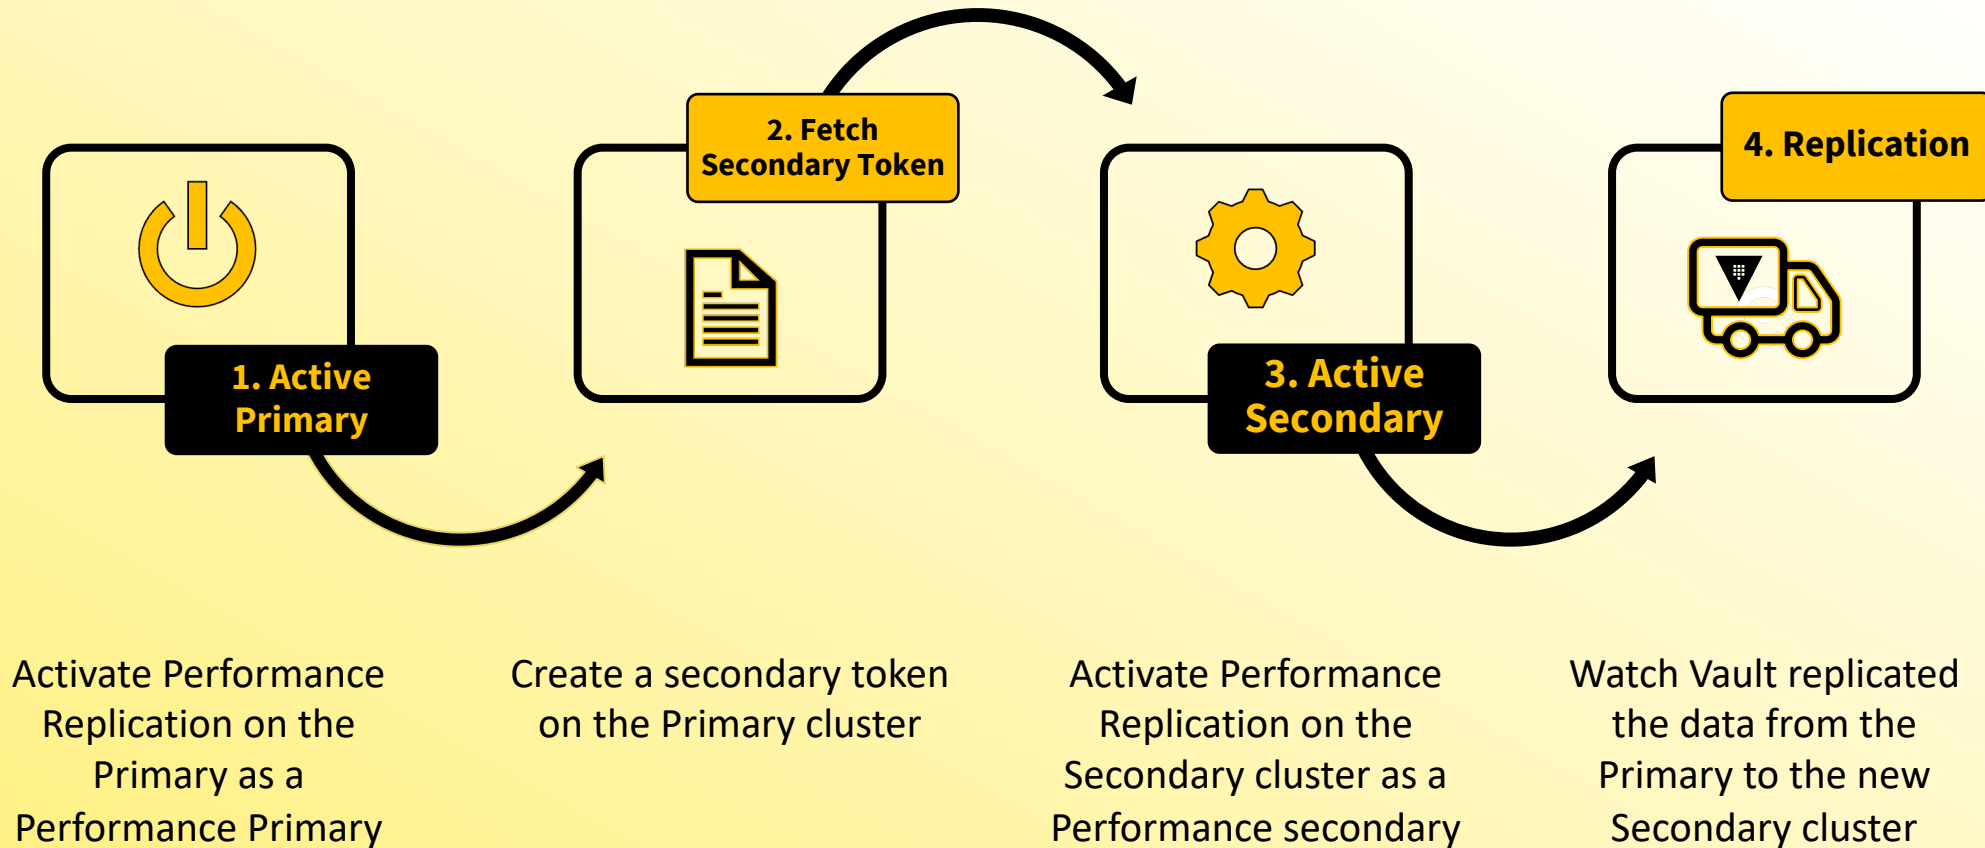 1. Active
Primary
2. Fetch
Secondary Token
3. Active
Secondary
4. Replication
Activate Performance
Replication on the
Primary as a
Performance Primary
Create a secondary token
on the Primary cluster
Activate Performance
Replication on the
Secondary cluster as a
Performance secondary
Watch Vault replicated
the data from the
Primary to the new
Secondary cluster